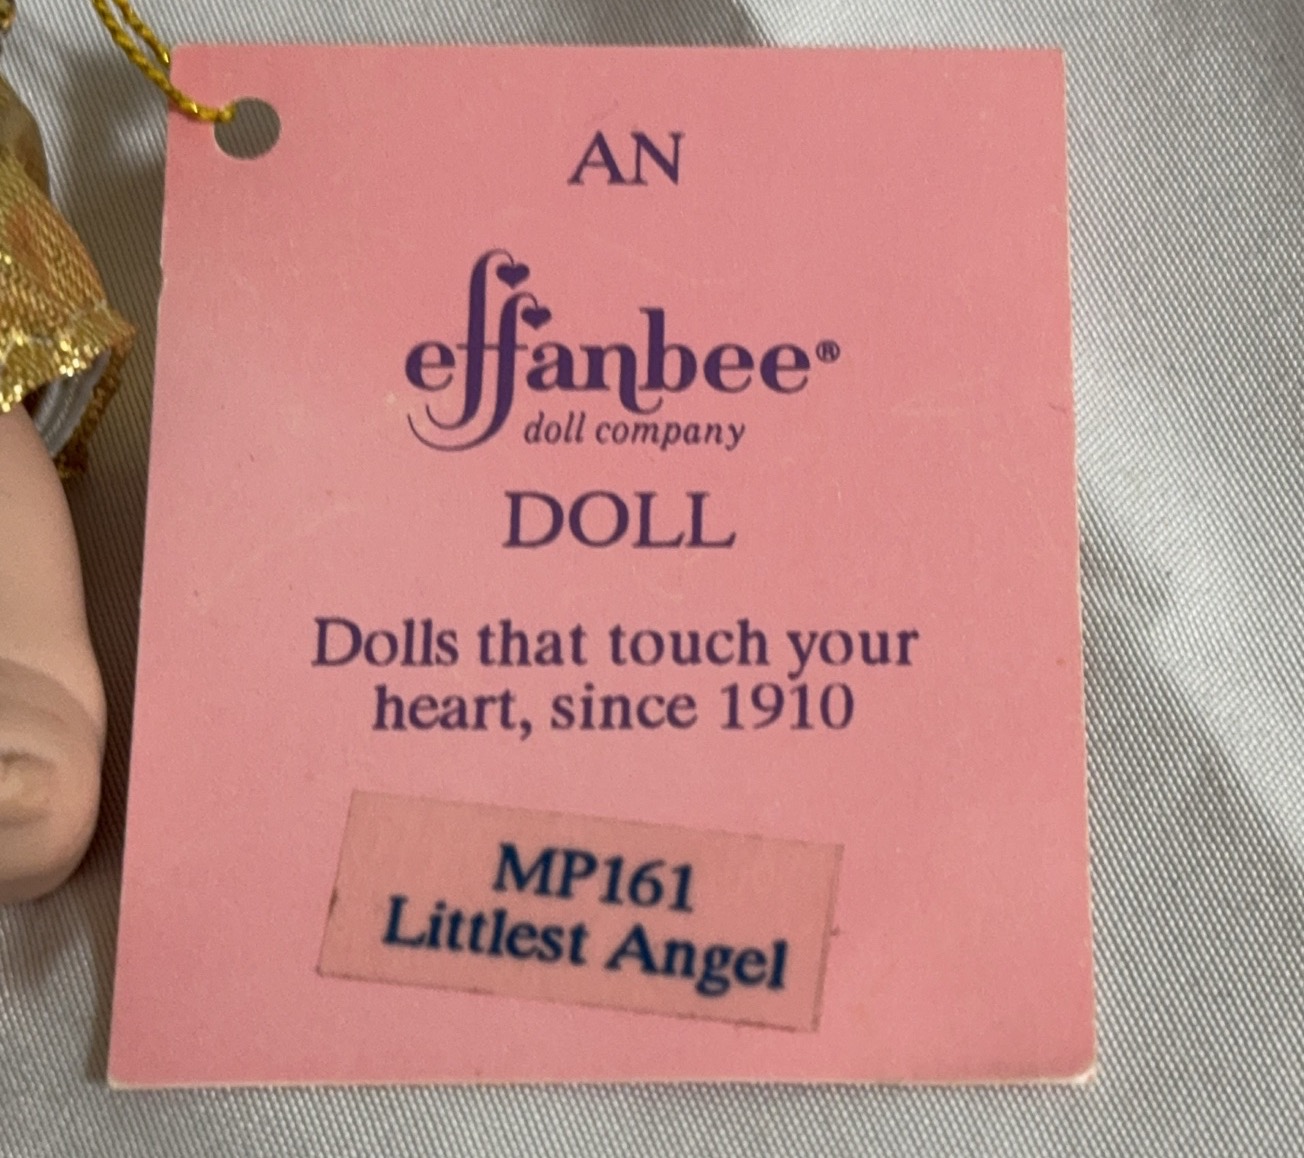 AN
effanbee®
doll company
DOLL
Dolls that touch your
heart, since 1910
MP161
Littlest Angel